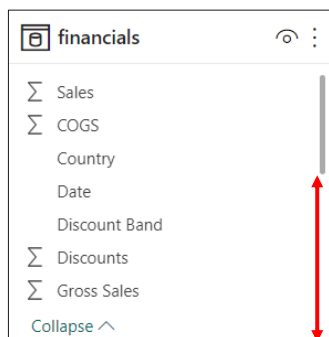 financials
Sales
COGS
Country
Date
Discount Band
Discounts
Gross Sales
Collapse